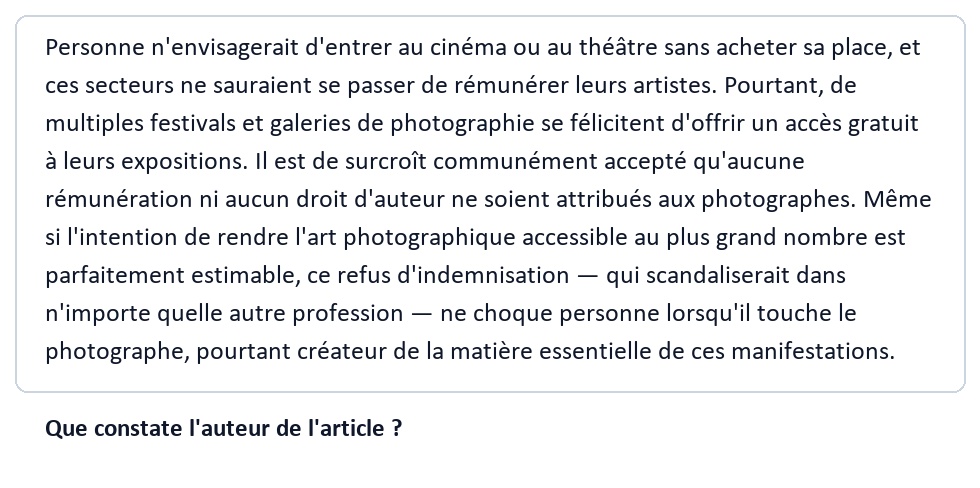 Personne n'envisagerait d'entrer au cinéma ou au théâtre sans acheter sa place, et
ces secteurs ne sauraient se passer de rémunérer leurs artistes. Pourtant, de
multiples festivals et galeries de photographie se félicitent d'offrir un accès gratuit
à leurs expositions. Il est de surcroît communément accepté qu'aucune
rémunération ni aucun droit d'auteur ne soient attribués aux photographes. Même
si l'intention de rendre l'art photographique accessible au plus grand nombre est
parfaitement estimable, ce refus d'indemnisation — qui scandaliserait dans
n'importe quelle autre profession — ne choque personne lorsqu'il touche le
photographe, pourtant créateur de la matière essentielle de ces manifestations.
Que constate l'auteur de l'article ?